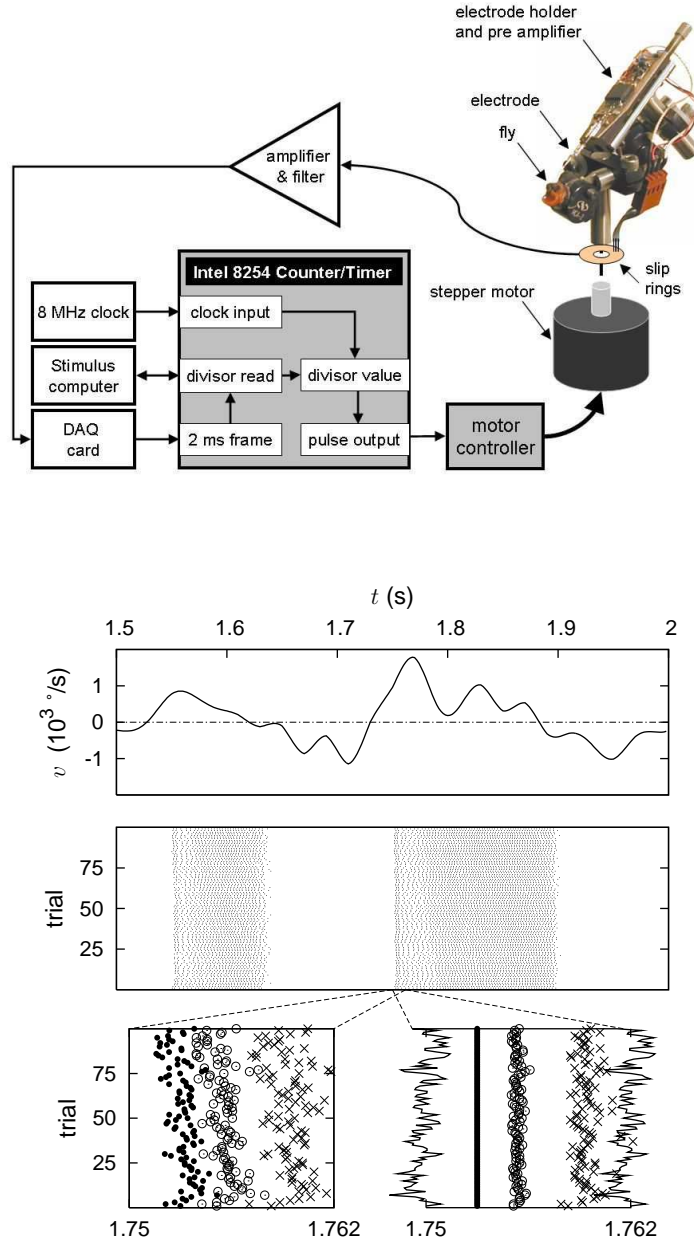 electrode holder
and pre amplifier
electrode
fly
amplifier
& filter
Intel 8254 Counter/Timer
slip
rings
stepper motor
8 MHz clock
clock input
Stimulus
computer
divisor read
divisor value
DAQ
card
2 ms frame
pulse output
motor
controller
t (s)
1.5 1.6 1.7 1.8 1.9 2
v (10³ °/s)
1
0
-1
trial
75
50
25
trial
75
50
25
1.75 1.762 1.75 1.762